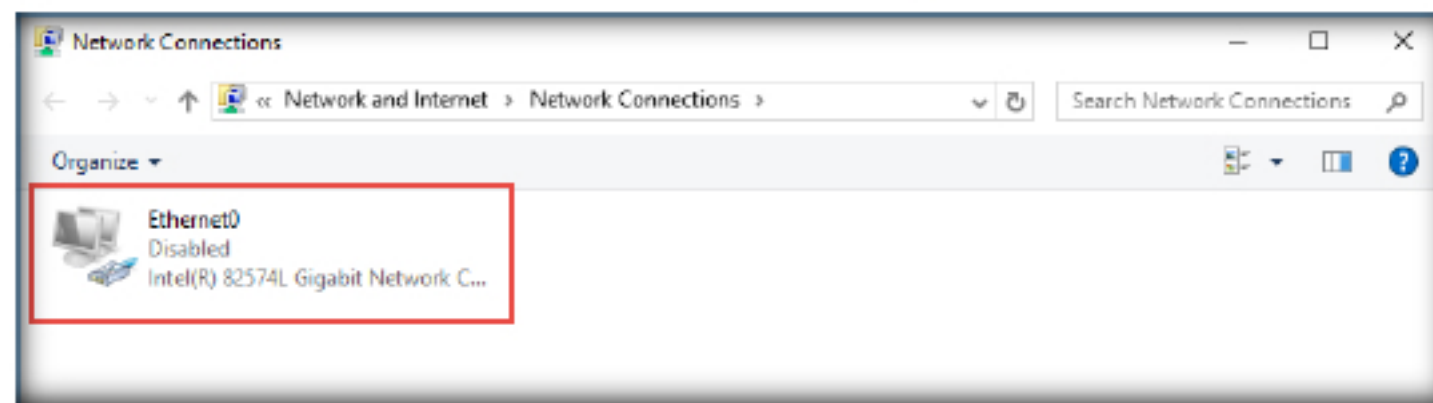 Network Connections
« Network and Internet > Network Connections >
Search Network Connections
Organize
?
Ethernet0
Disabled
Intel(R) 82574L Gigabit Network C...